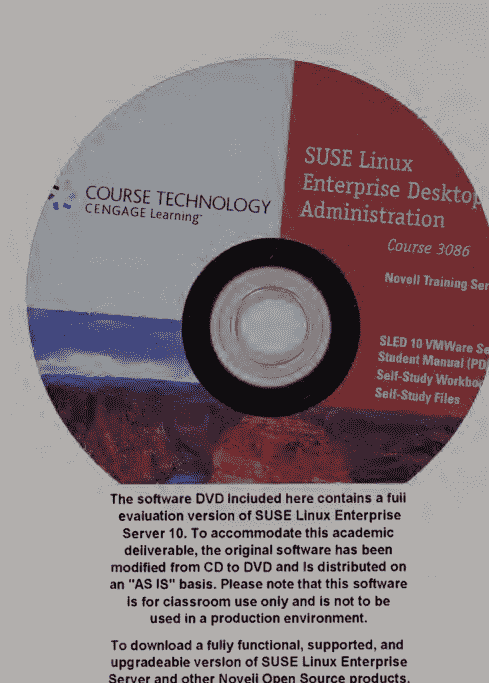 SUSE Linux
Enterprise Desktop
Administration
COURSE TECHNOLOGY
CENGAGE Learning™
Course 3086
Novell Training Ser
SLED 10 VMWare Se
Student Manual (PD
Self-Study Workboo
Self-Study Files
The software DVD included here contains a full
evaluation version of SUSE Linux Enterprise
Server 10. To accommodate this academic
deliverable, the original software has been
modified from CD to DVD and is distributed on
an "AS IS" basis. Please note that this software
is for classroom use only and is not to be
used in a production environment.
To download a fully functional, supported, and
upgradeable version of SUSE Linux Enterprise
Server and other Novell Open Source products,